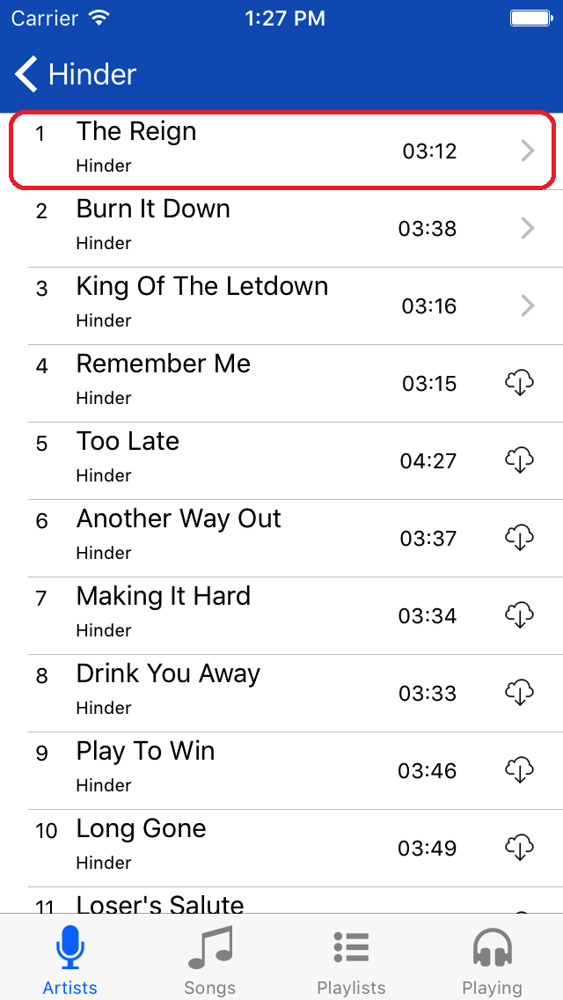 Carrier 1:27 PM
Hinder
1 The Reign 03:12
Hinder
2 Burn It Down 03:38
Hinder
3 King Of The Letdown 03:16
Hinder
4 Remember Me 03:15
Hinder
5 Too Late 04:27
Hinder
6 Another Way Out 03:37
Hinder
7 Making It Hard 03:34
Hinder
8 Drink You Away 03:33
Hinder
9 Play To Win 03:46
Hinder
10 Long Gone 03:49
Hinder
11 Loser's Salute
Artists Songs Playlists Playing